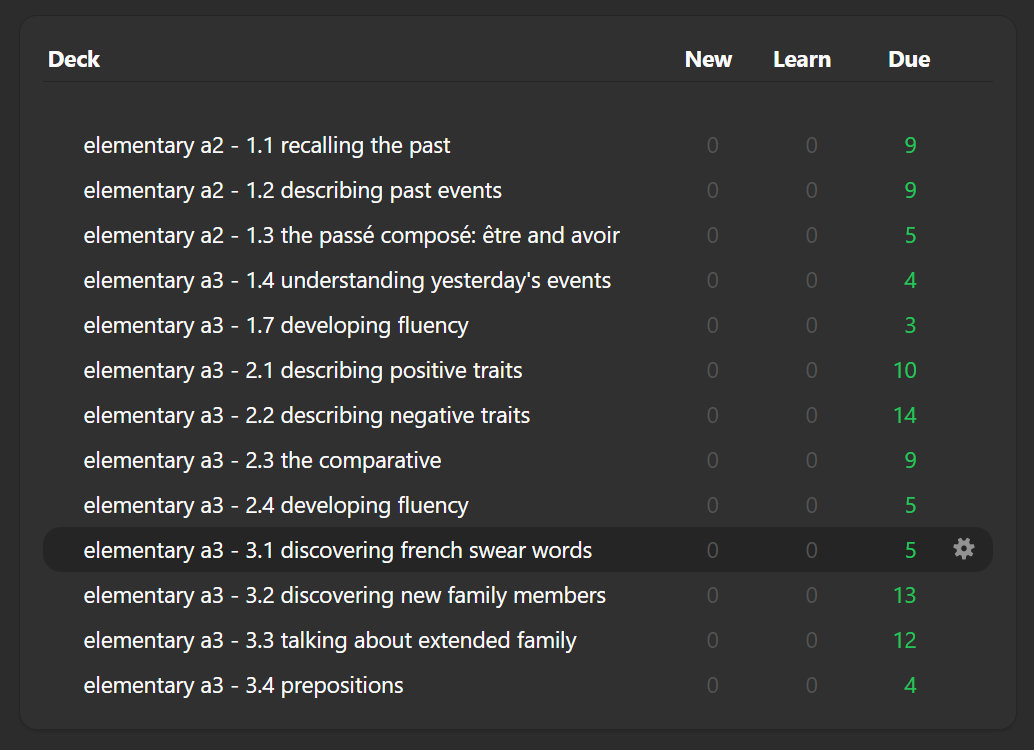 Deck New Learn Due
elementary a2 - 1.1 recalling the past 0 0 9
elementary a2 - 1.2 describing past events 0 0 9
elementary a2 - 1.3 the passé composé: être and avoir 0 0 5
elementary a3 - 1.4 understanding yesterday's events 0 0 4
elementary a3 - 1.7 developing fluency 0 0 3
elementary a3 - 2.1 describing positive traits 0 0 10
elementary a3 - 2.2 describing negative traits 0 0 14
elementary a3 - 2.3 the comparative 0 0 9
elementary a3 - 2.4 developing fluency 0 0 5
elementary a3 - 3.1 discovering french swear words 0 0 5
elementary a3 - 3.2 discovering new family members 0 0 13
elementary a3 - 3.3 talking about extended family 0 0 12
elementary a3 - 3.4 prepositions 0 0 4